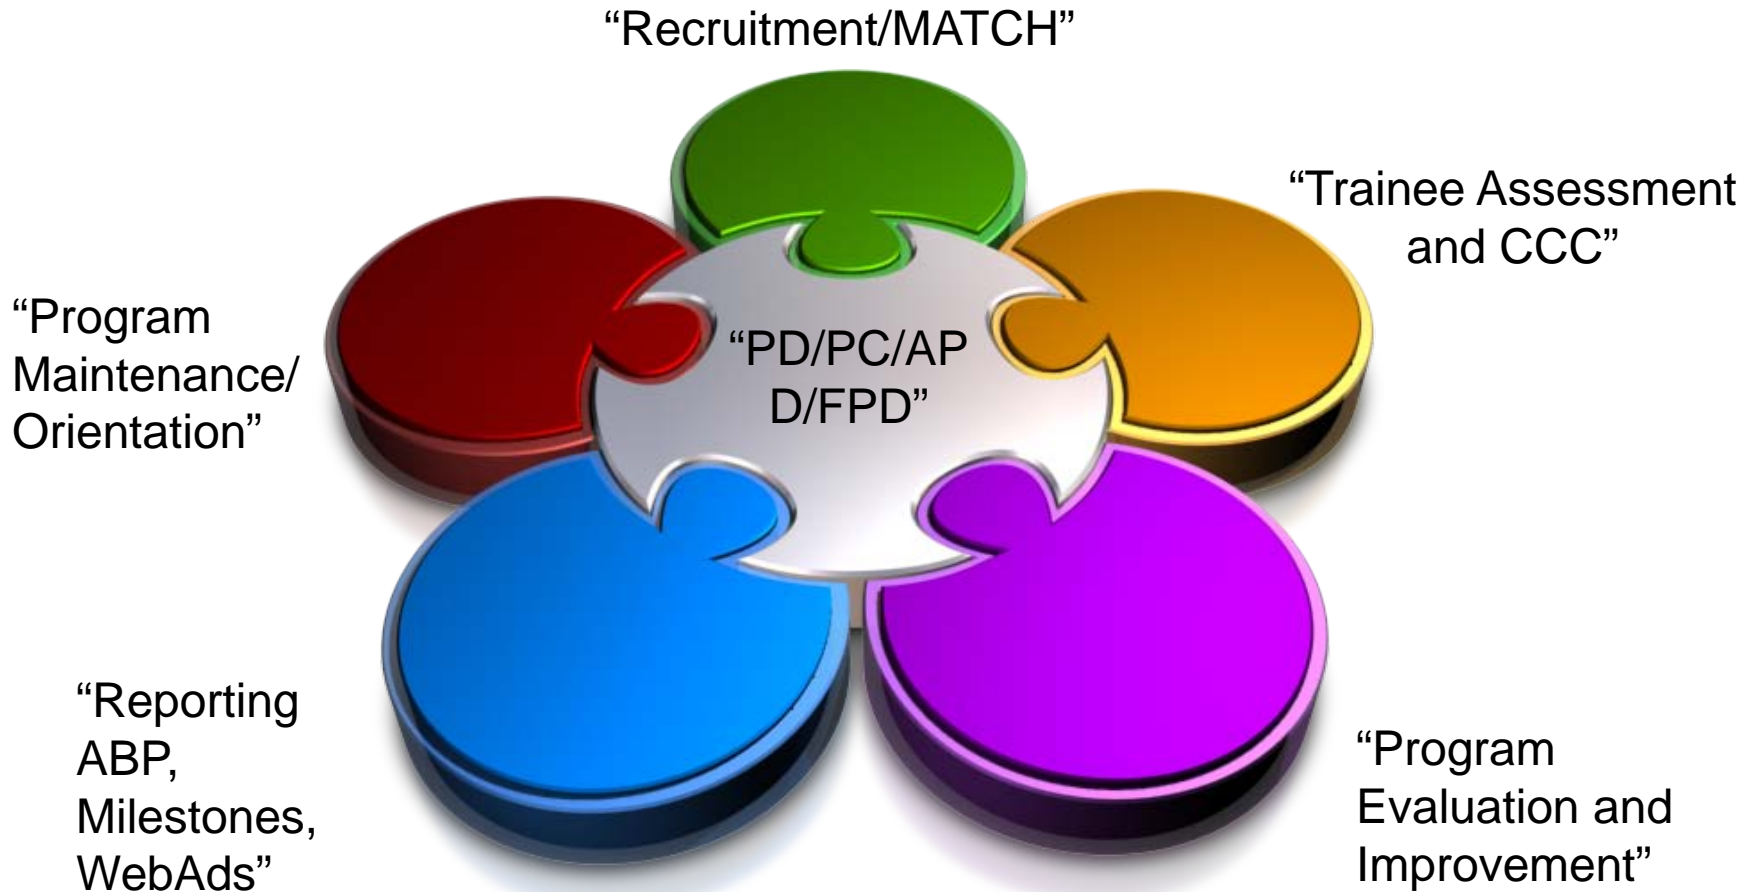 “Recruitment/MATCH”
“Trainee Assessment
and CCC”
“Program
Maintenance/
Orientation”
“PD/PC/AP
D/FPD”
“Reporting
ABP,
Milestones,
WebAds”
“Program
Evaluation and
Improvement”